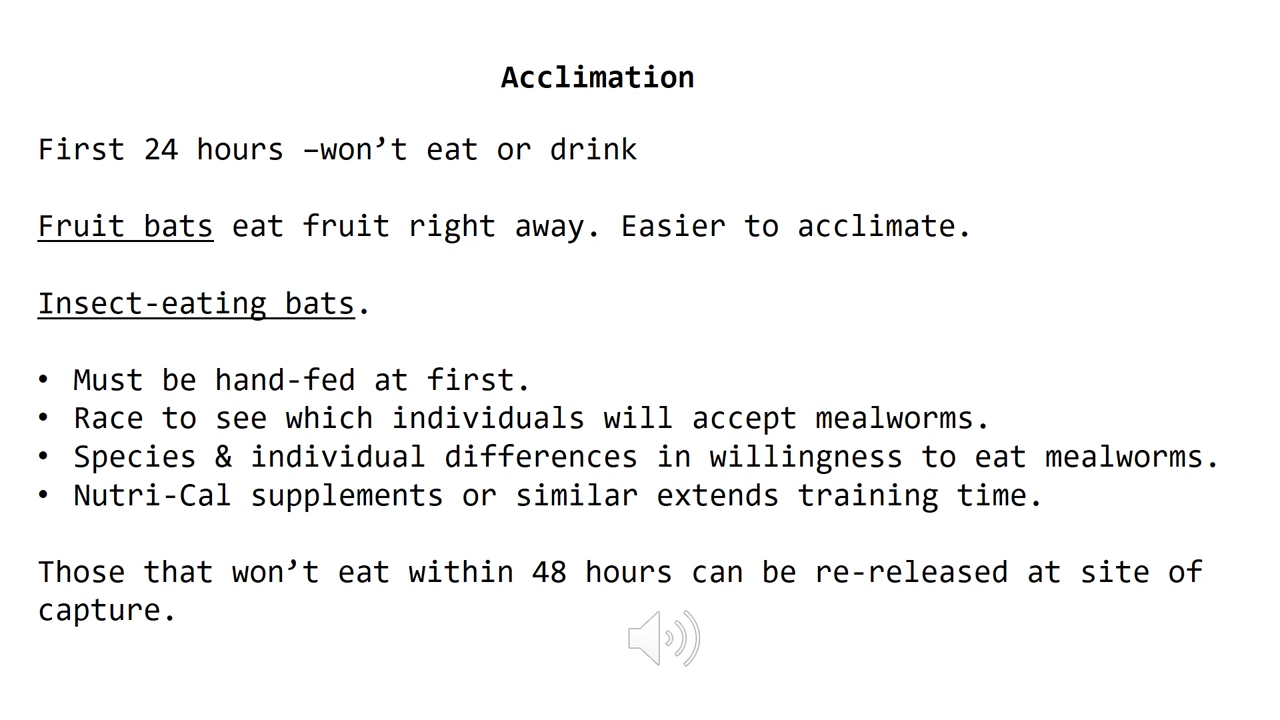 Acclimation
First 24 hours –won’t eat or drink
Fruit bats eat fruit right away. Easier to acclimate.
Insect-eating bats.
• Must be hand-fed at first.
• Race to see which individuals will accept mealworms.
• Species & individual differences in willingness to eat mealworms.
• Nutri-Cal supplements or similar extends training time.
Those that won’t eat within 48 hours can be re-released at site of
capture.